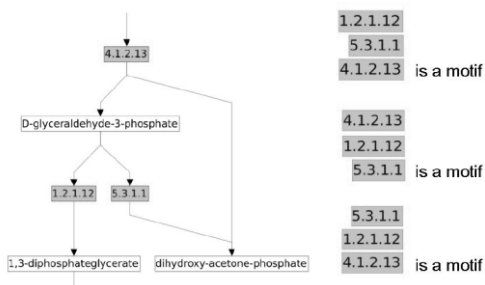 4.1.2.13
D-glyceraldehyde-3-phosphate
1.2.1.12 5.3.1.1
1,3-diphosphateglycerate dihydroxy-acetone-phosphate
1.2.1.12
5.3.1.1
4.1.2.13 is a motif
4.1.2.13
1.2.1.12
5.3.1.1 is a motif
5.3.1.1
1.2.1.12
4.1.2.13 is a motif